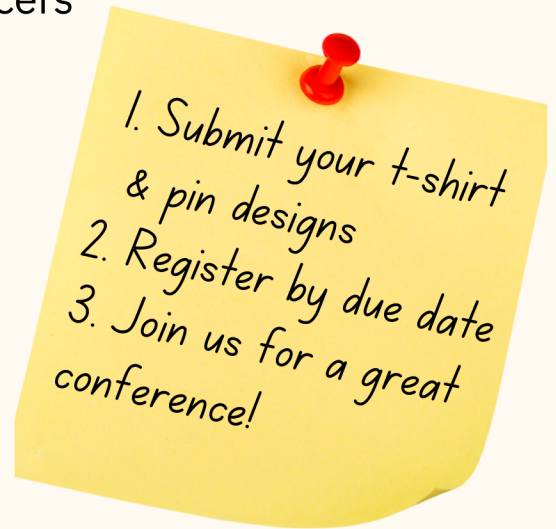 1. Submit your t-shirt
& pin designs
2. Register by due date
3. Join us for a great
conference!